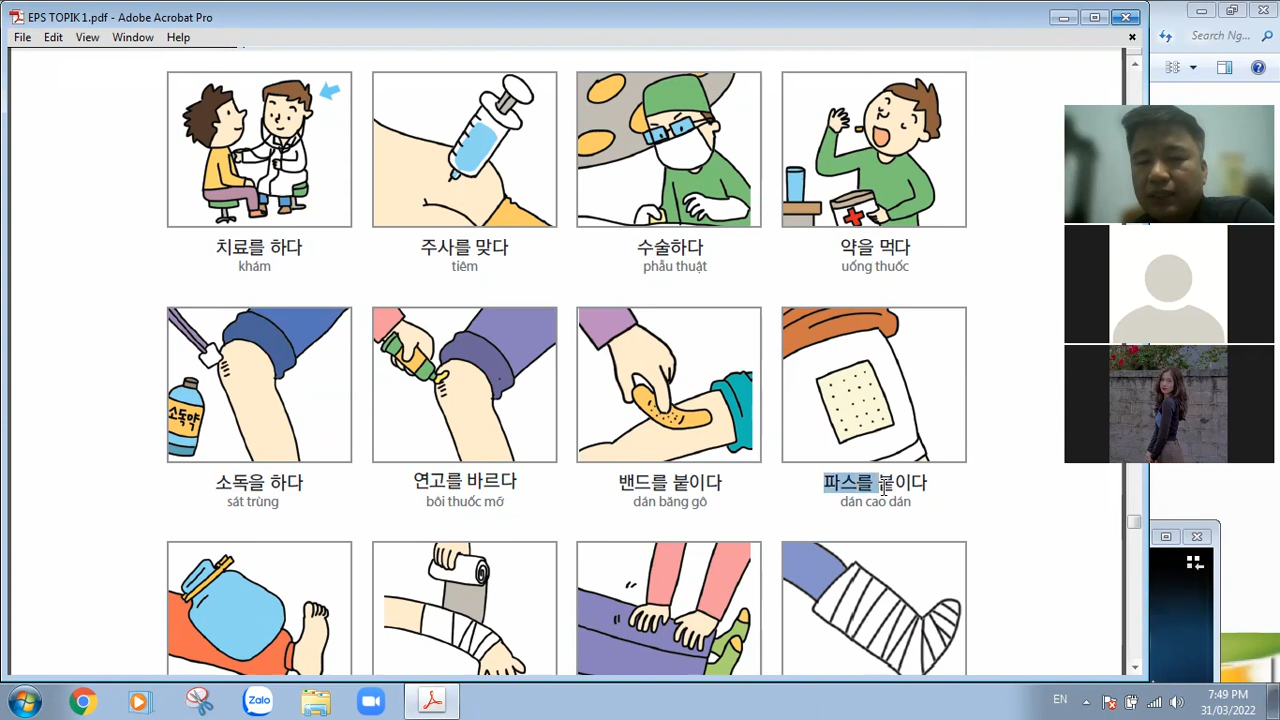 EPS TOPIK 1.pdf - Adobe Acrobat Pro
File Edit View Window Help
Search Ng...
치료를 하다 주사를 맞다 수술하다 약을 먹다
khám tiêm phẫu thuật uống thuốc
소독약
소독을 하다 연고를 바르다 밴드를 붙이다 파스를 붙이다
sát trùng bôi thuốc mỡ dán băng gô dán cao dán
Zalo
EN
7:49 PM
31/03/2022